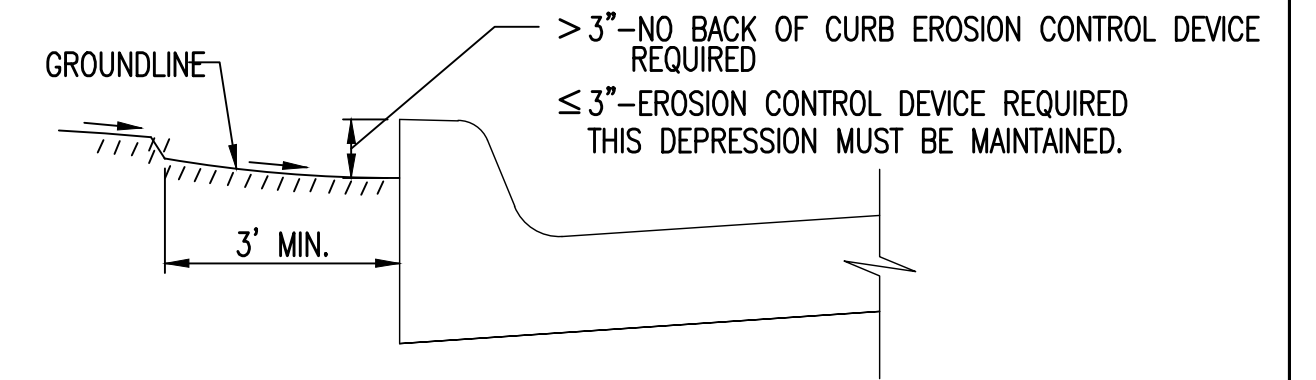 > 3"-NO BACK OF CURB EROSION CONTROL DEVICE
REQUIRED
GROUNDLINE
≤ 3"-EROSION CONTROL DEVICE REQUIRED
THIS DEPRESSION MUST BE MAINTAINED.
3' MIN.